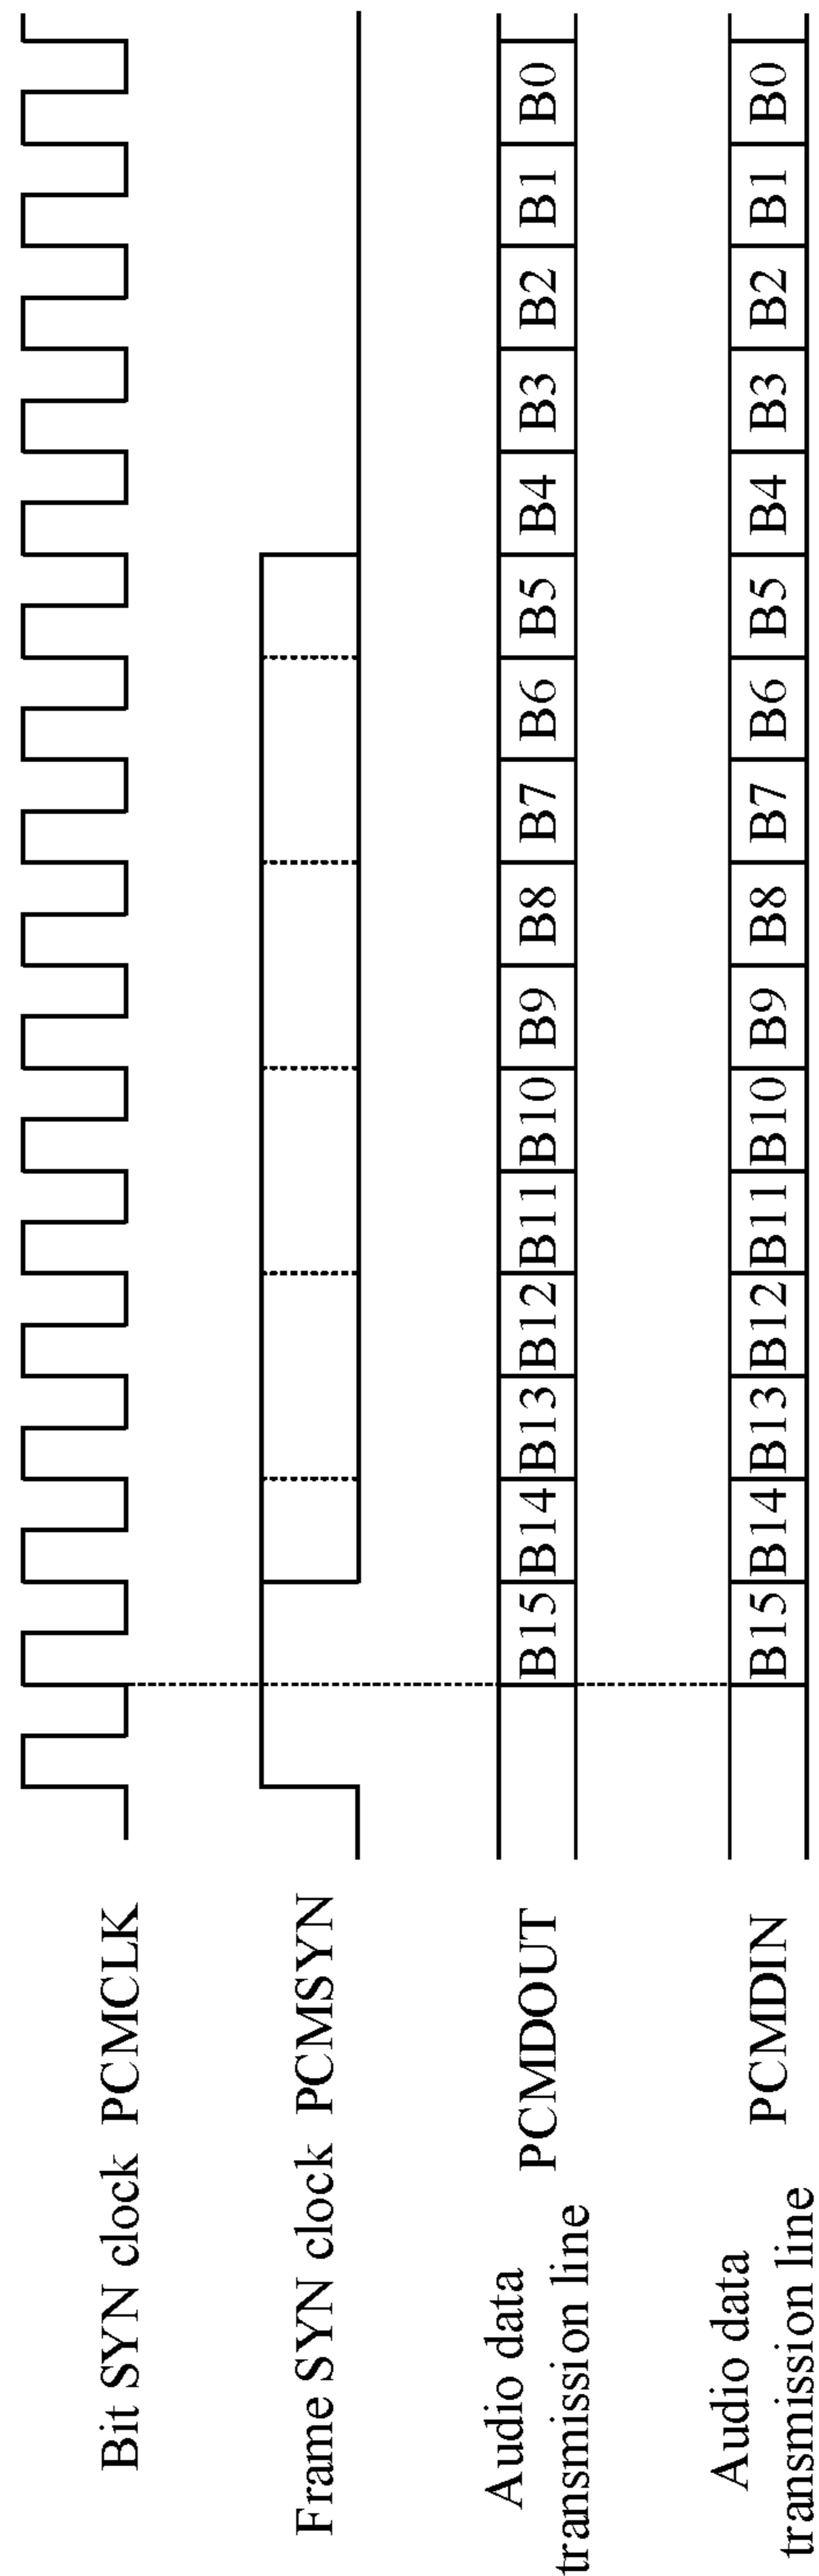 Bit SYN clock PCMCLK
Frame SYN clock PCMSYN
Audio data
transmission line
PCMDOUT
B15 B14 B13 B12 B11 B10 B9 B8 B7 B6 B5 B4 B3 B2 B1 B0
Audio data
transmission line
PCMDIN
B15 B14 B13 B12 B11 B10 B9 B8 B7 B6 B5 B4 B3 B2 B1 B0